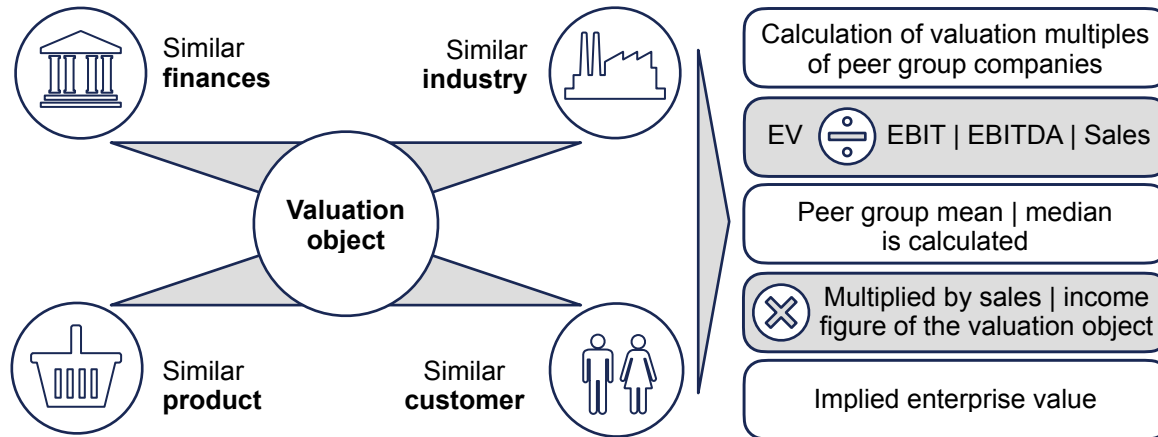 Similar
finances
Similar
industry
Valuation
object
Similar
product
Similar
customer
Calculation of valuation multiples
of peer group companies
EV ÷ EBIT | EBITDA | Sales
Peer group mean | median
is calculated
Multiplied by sales | income
figure of the valuation object
Implied enterprise value